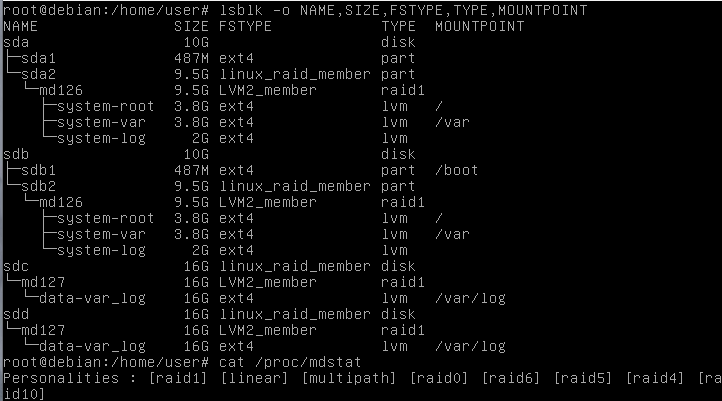 root@debian:/home/user# lsblk -o NAME,SIZE,FSTYPE,TYPE,MOUNTPOINT
NAME                SIZE FSTYPE            TYPE  MOUNTPOINT
sda                  10G                   disk
├─sda1              487M ext4              part
└─sda2              9.5G linux_raid_member part
  └─md126           9.5G LVM2_member       raid1
    ├─system-root   3.8G ext4              lvm   /
    ├─system-var    3.8G ext4              lvm   /var
    └─system-log      2G ext4              lvm
sdb                  10G                   disk
├─sdb1              487M ext4              part  /boot
└─sdb2              9.5G linux_raid_member part
  └─md126           9.5G LVM2_member       raid1
    ├─system-root   3.8G ext4              lvm   /
    ├─system-var    3.8G ext4              lvm   /var
    └─system-log      2G ext4              lvm
sdc                  16G linux_raid_member disk
└─md127              16G LVM2_member       raid1
  └─data-var_log     16G ext4              lvm   /var/log
sdd                  16G linux_raid_member disk
└─md127              16G LVM2_member       raid1
  └─data-var_log     16G ext4              lvm   /var/log
root@debian:/home/user# cat /proc/mdstat
Personalities : [raid1] [linear] [multipath] [raid0] [raid6] [raid5] [raid4] [ra
id10]